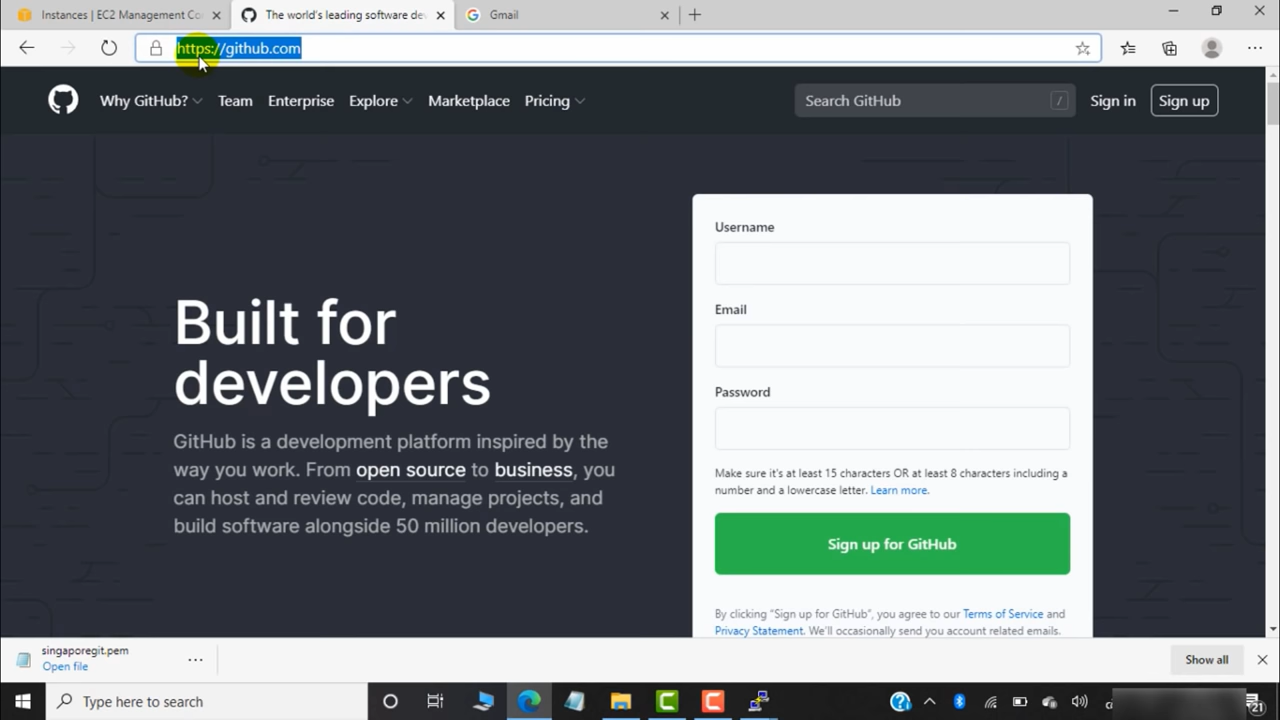 Instances | EC2 Management Co
The world's leading software dev
Gmail
https://github.com
Why GitHub?
Team
Enterprise
Explore
Marketplace
Pricing
Search GitHub
/
Sign in
Sign up
Built for
developers
GitHub is a development platform inspired by the
way you work. From open source to business, you
can host and review code, manage projects, and
build software alongside 50 million developers.
Username
Email
Password
Make sure it's at least 15 characters OR at least 8 characters including a
number and a lowercase letter. Learn more.
Sign up for GitHub
By clicking "Sign up for GitHub", you agree to our Terms of Service and
Privacy Statement. We'll occasionally send you account related emails.
singaporegit.pem
Open file
Show all
Type here to search
21